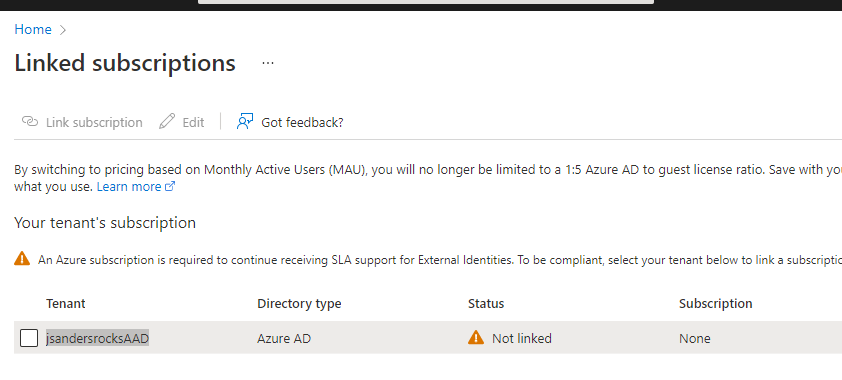 Home >
Linked subscriptions ...
Link subscription Edit Got feedback?
By switching to pricing based on Monthly Active Users (MAU), you will no longer be limited to a 1:5 Azure AD to guest license ratio. Save with
what you use. Learn more
Your tenant's subscription
An Azure subscription is required to continue receiving SLA support for External Identities. To be compliant, select your tenant below to link a
Tenant Directory type Status Subscription
jsandersrocksAAD Azure AD Not linked None